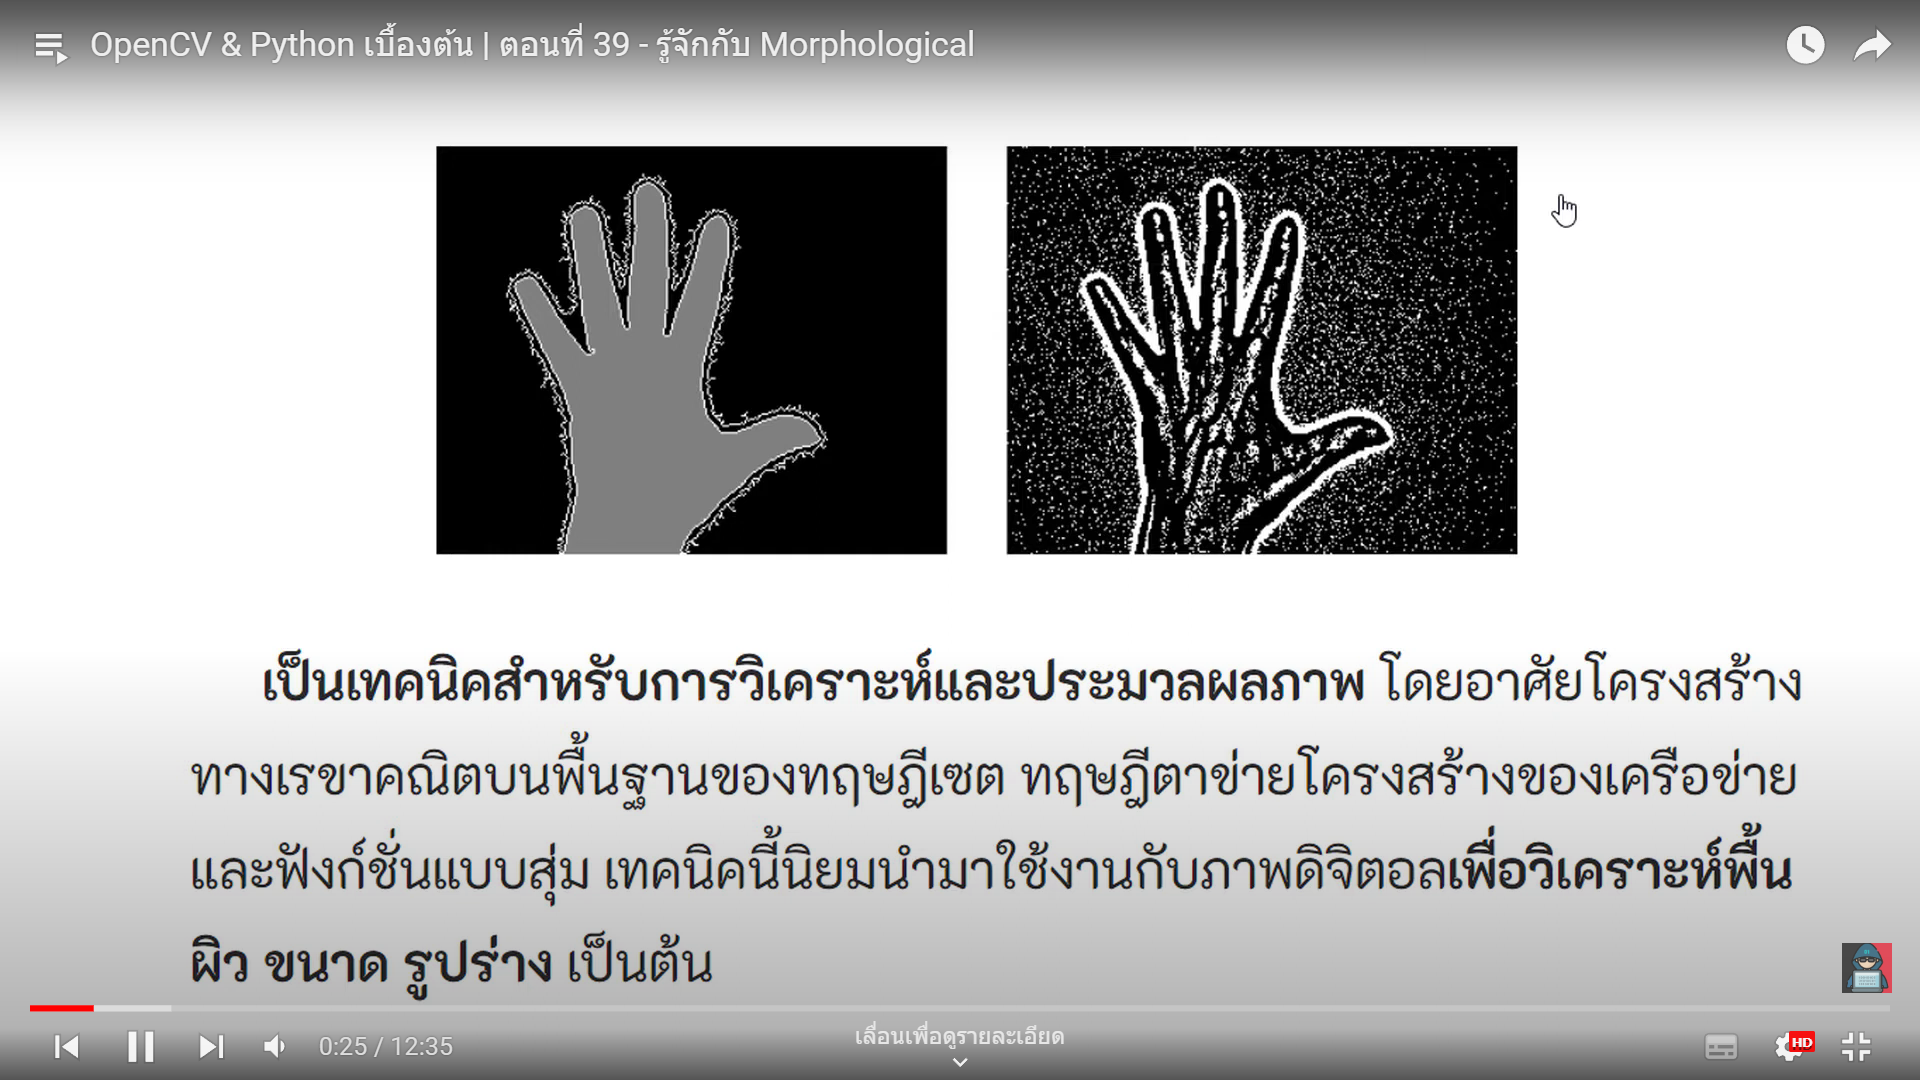 OpenCV & Python เบื้องต้น | ตอนที่ 39 - รู้จักกับ Morphological
เป็นเทคนิคสำหรับการวิเคราะห์และประมวลผลภาพ โดยอาศัยโครงสร้าง
ทางเรขาคณิตบนพื้นฐานของทฤษฎีเซต ทฤษฎีตาข่ายโครงสร้างของเครือข่าย
และฟังก์ชั่นแบบสุ่ม เทคนิคนี้นิยมนำมาใช้งานกับภาพดิจิตอลเพื่อวิเคราะห์พื้น
ผิว ขนาด รูปร่าง เป็นต้น
0:25 / 12:35
เลื่อนเพื่อดูรายละเอียด
HD